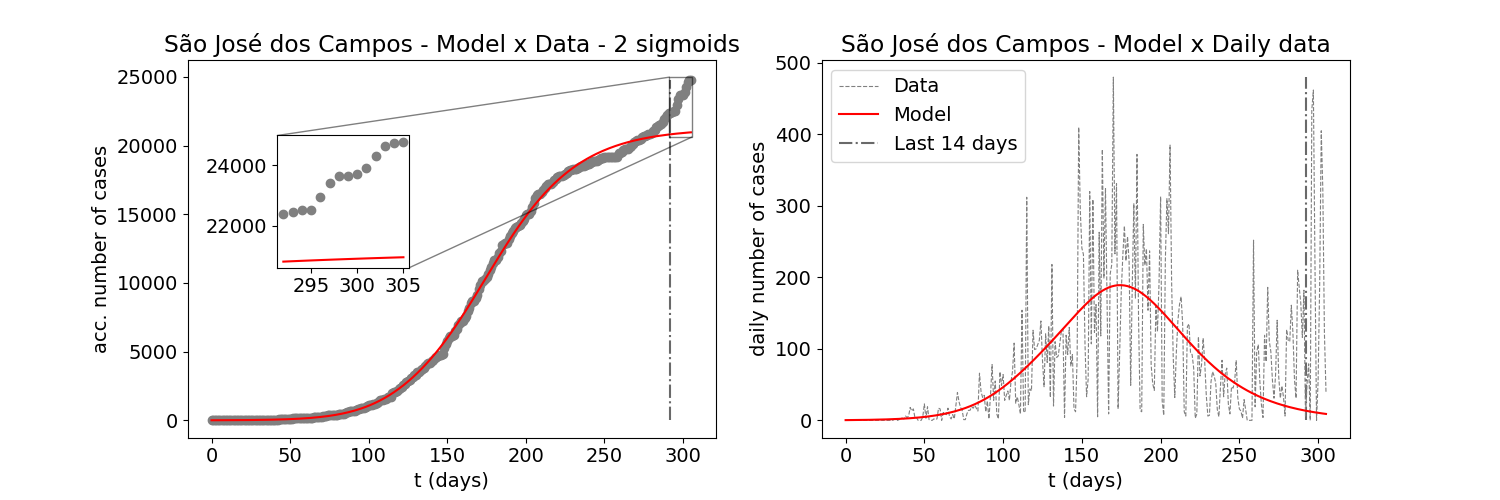 São José dos Campos - Model x Data - 2 sigmoids
25000
20000
15000
10000
5000
0
acc. number of cases
24000
22000
295 300 305
0 50 100 150 200 250 300
t (days)
São José dos Campos - Model x Daily data
500
400
300
200
100
0
daily number of cases
Data
Model
Last 14 days
0 50 100 150 200 250 300
t (days)